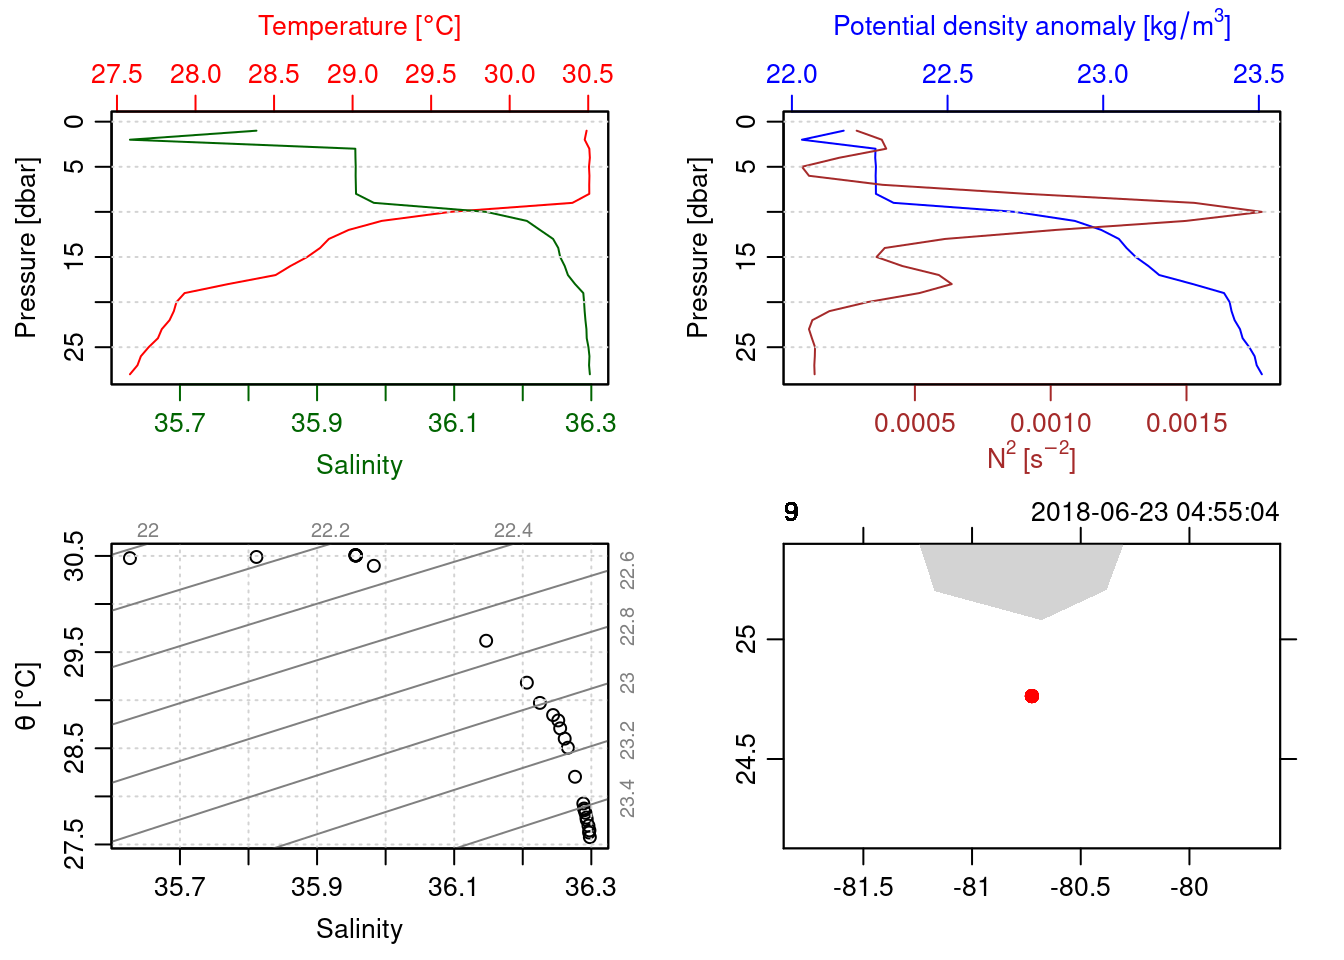 Temperature [°C]
27.5 28.0 28.5 29.0 29.5 30.0 30.5
0
5
15
25
Pressure [dbar]
35.7 35.9 36.1 36.3
Salinity
Potential density anomaly [kg/m³]
22.0 22.5 23.0 23.5
0
5
15
25
Pressure [dbar]
0.0005 0.0010 0.0015
N² [s⁻²]
22 22.2 22.4
22.6
22.8
23
23.2
23.4
30.5
29.5
28.5
27.5
θ [°C]
35.7 35.9 36.1 36.3
Salinity
9 2018-06-23 04:55:04
25
24.5
-81.5 -81 -80.5 -80